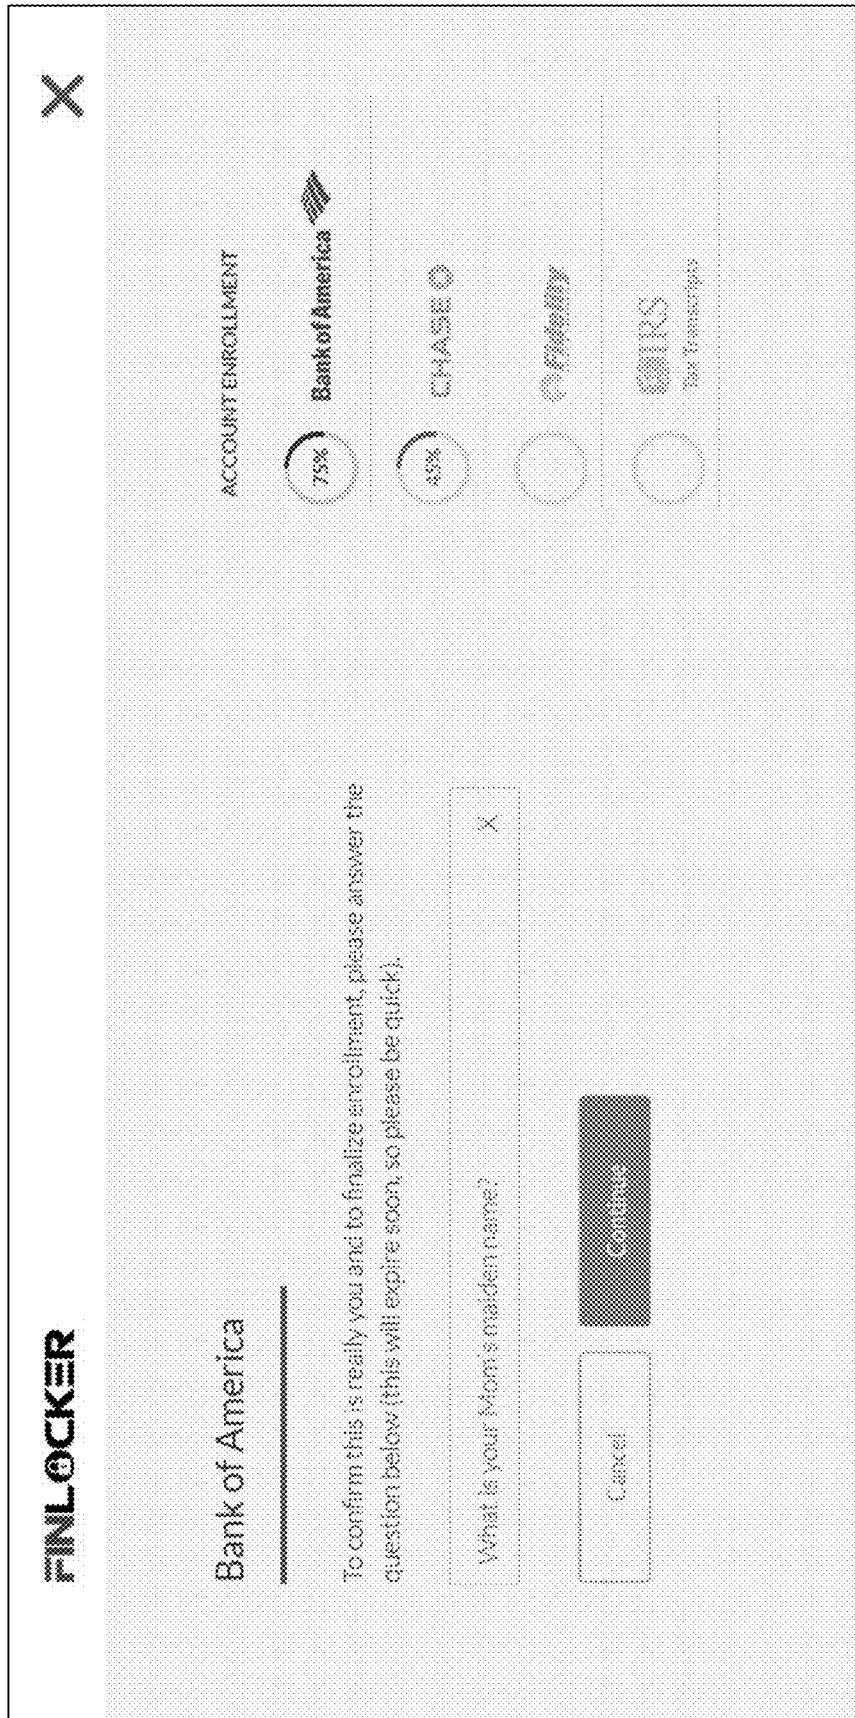 FINLOCKER
X
Bank of America
To confirm this is really you and to finalize enrollment, please answer the
question below (this will expire soon, so please be quick).
What is your Mom's maiden name?
X
Cancel
Continue
ACCOUNT ENROLLMENT
75%
Bank of America
45%
CHASE
Fidelity
IRS
Tax Transcripts